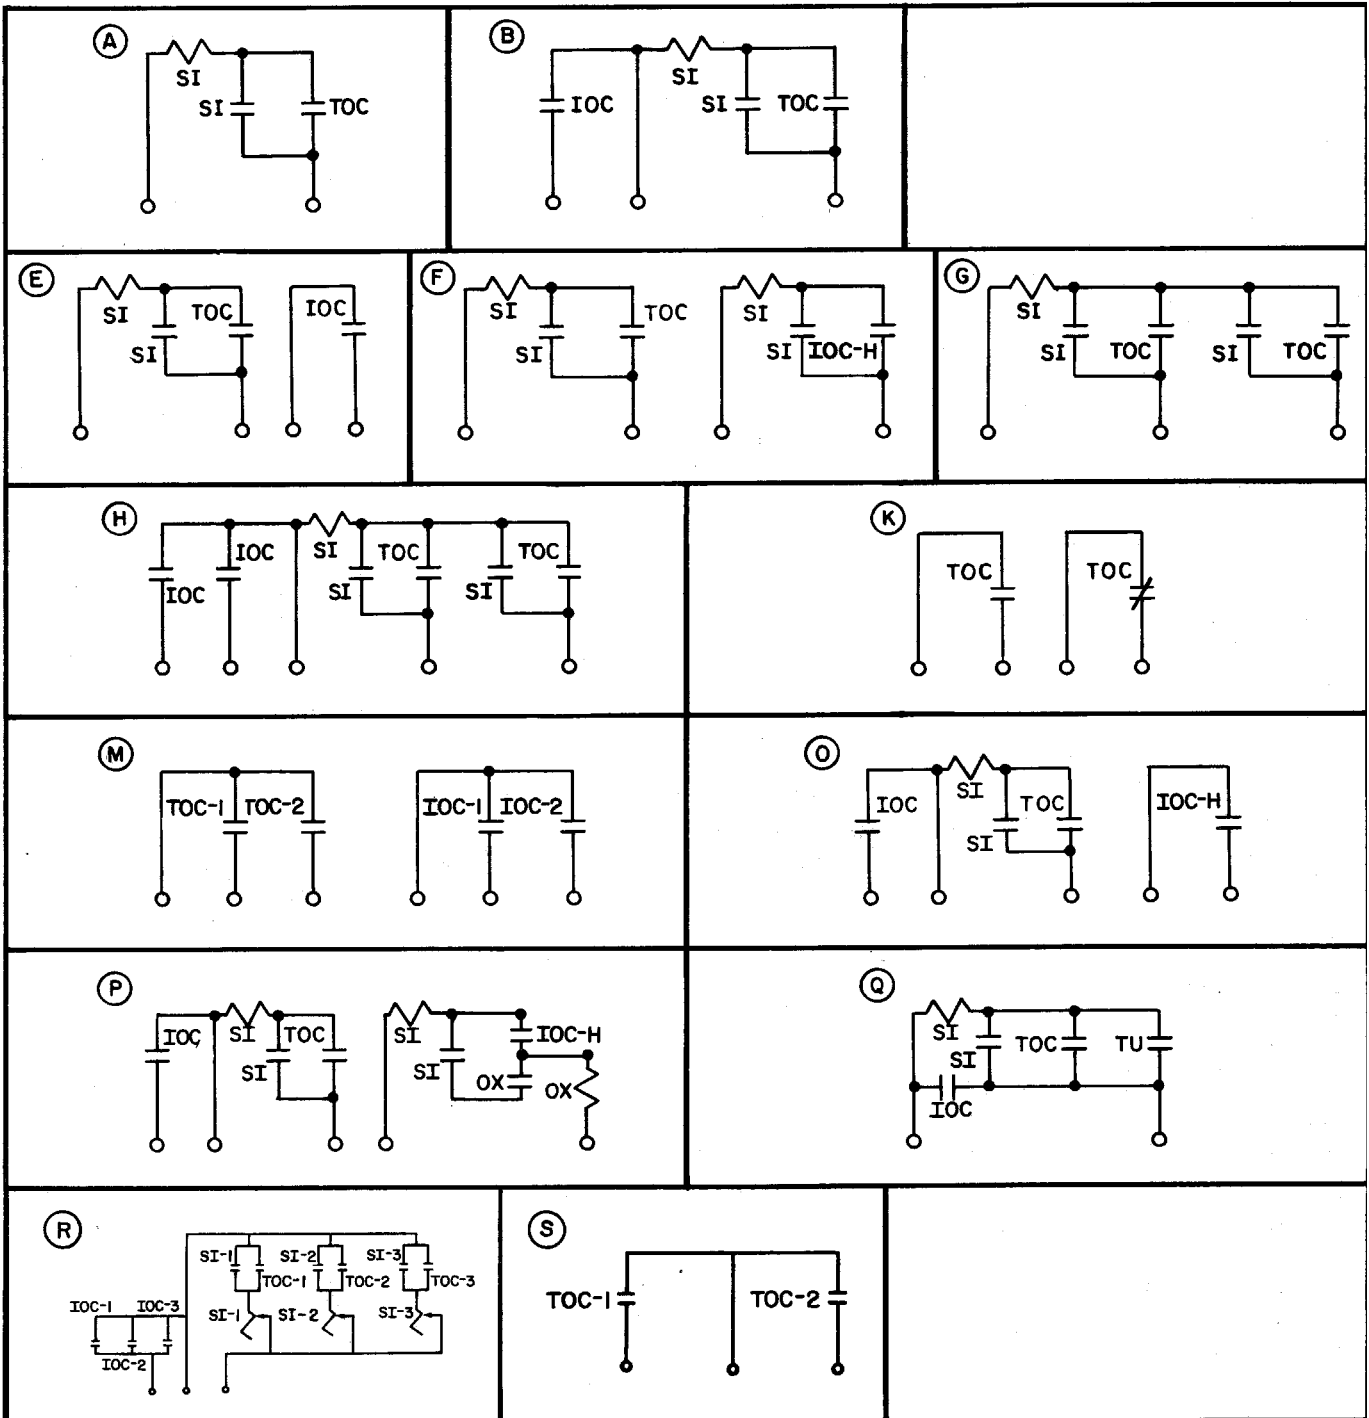 A
SI
SI
TOC
B
IOC
SI
SI
TOC
E
SI
SI
TOC
IOC
F
SI
SI
TOC
SI
SI
IOC-H
G
SI
SI
TOC
SI
TOC
H
IOC
IOC
SI
SI
TOC
SI
TOC
K
TOC
TOC
M
TOC-1
TOC-2
IOC-1
IOC-2
O
IOC
SI
SI
TOC
IOC-H
P
IOC
SI
SI
TOC
SI
SI
IOC-H
OX
OX
Q
SI
SI
TOC
TU
IOC
R
SI-1
SI-2
SI-3
TOC-1
TOC-2
TOC-3
IOC-1
IOC-3
IOC-2
SI-1
SI-2
SI-3
S
TOC-1
TOC-2